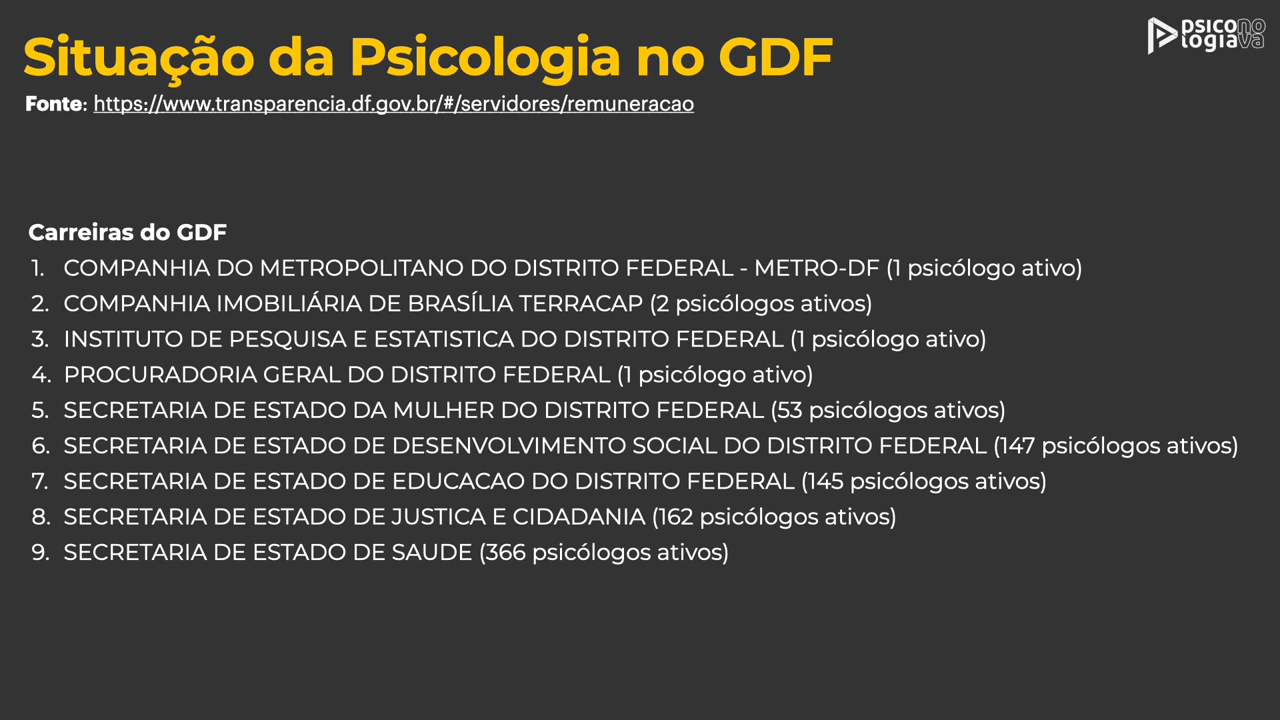 Situação da Psicologia no GDF
psicono
logiava
Fonte: https://www.transparencia.df.gov.br/#/servidores/remuneracao
Carreiras do GDF
1. COMPANHIA DO METROPOLITANO DO DISTRITO FEDERAL - METRO-DF (1 psicólogo ativo)
2. COMPANHIA IMOBILIÁRIA DE BRASÍLIA TERRACAP (2 psicólogos ativos)
3. INSTITUTO DE PESQUISA E ESTATISTICA DO DISTRITO FEDERAL (1 psicólogo ativo)
4. PROCURADORIA GERAL DO DISTRITO FEDERAL (1 psicólogo ativo)
5. SECRETARIA DE ESTADO DA MULHER DO DISTRITO FEDERAL (53 psicólogos ativos)
6. SECRETARIA DE ESTADO DE DESENVOLVIMENTO SOCIAL DO DISTRITO FEDERAL (147 psicólogos ativos)
7. SECRETARIA DE ESTADO DE EDUCACAO DO DISTRITO FEDERAL (145 psicólogos ativos)
8. SECRETARIA DE ESTADO DE JUSTICA E CIDADANIA (162 psicólogos ativos)
9. SECRETARIA DE ESTADO DE SAUDE (366 psicólogos ativos)